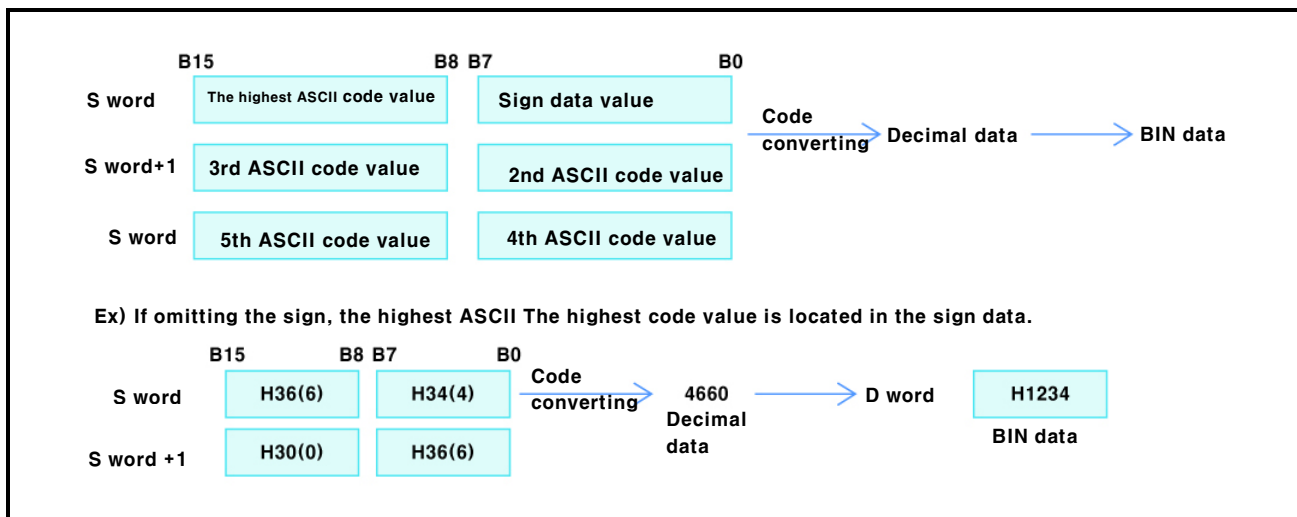 B15 B8 B7 B0
S word The highest ASCII code value Sign data value
Code
converting Decimal data BIN data
S word+1 3rd ASCII code value 2nd ASCII code value
S word 5th ASCII code value 4th ASCII code value
Ex) If omitting the sign, the highest ASCII The highest code value is located in the sign data.
B15 B8 B7 B0
S word H36(6) H34(4) Code
converting 4660 D word H1234
Decimal
data
BIN data
S word +1 H30(0) H36(6)